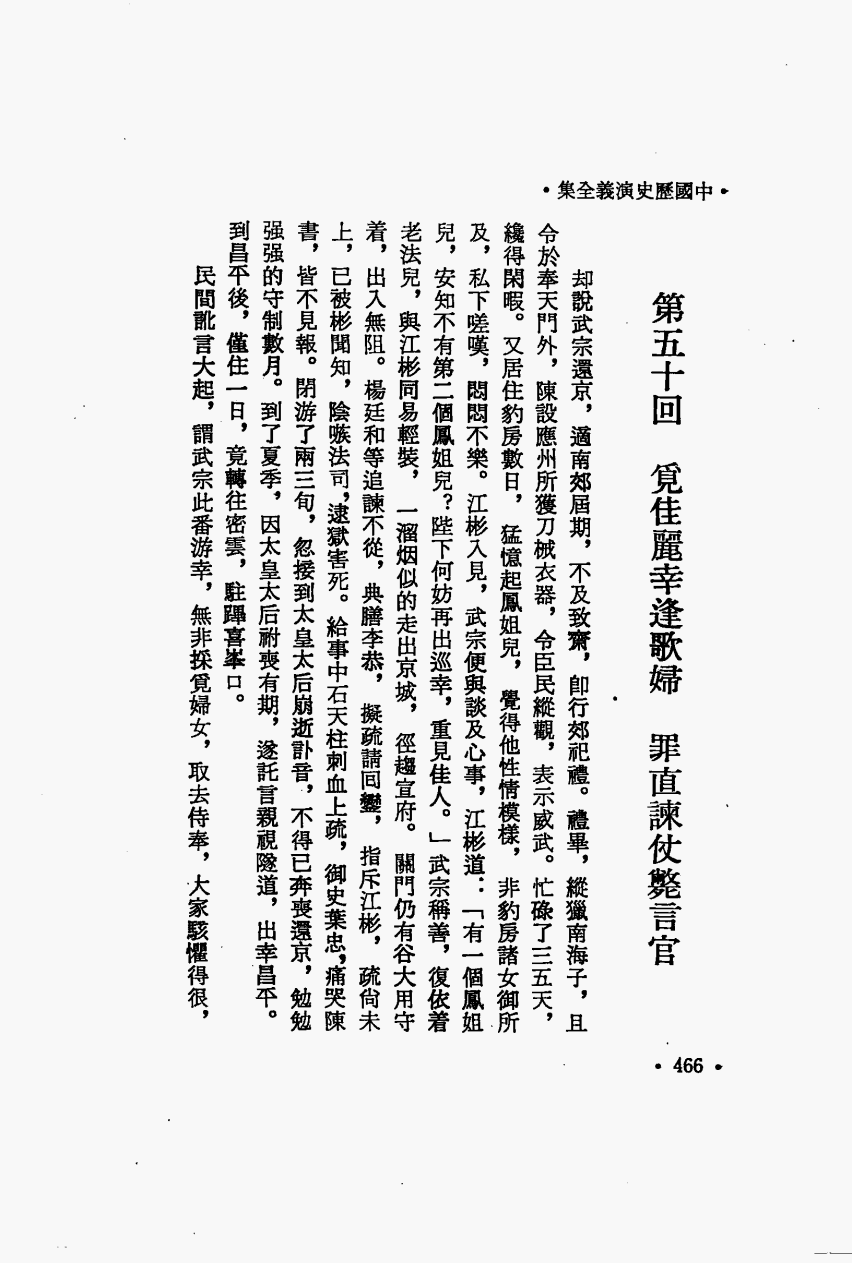 •集全義演史歷國中•
第五十回　覓佳麗幸逢歌婦　罪直諫仗斃言官
却說武宗還京，適南郊屆期，不及致齋，卽行郊祀禮。禮畢，縱獵南海子，且
令於奉天門外，陳設應州所獲刀械衣器，令臣民縱觀，表示威武。忙碌了三五天，
纔得閑暇。又居住豹房數日，猛憶起鳳姐兒，覺得他性情模樣，非豹房諸女御所
及，私下嗟嘆，悶悶不樂。江彬入見，武宗便與談及心事，江彬道：「有一個鳳姐
兒，安知不有第二個鳳姐兒？陛下何妨再出巡幸，重見佳人。」武宗稱善，復依着
老法兒，與江彬同易輕裝，一溜烟似的走出京城，徑趨宣府。關門仍有谷大用守
着，出入無阻。楊廷和等追諫不從，典膳李恭，擬疏請回鑾，指斥江彬，疏尙未
上，已被彬聞知，陰嗾法司，逮獄害死。給事中石天柱刺血上疏，御史葉忠，痛哭陳
書，皆不見報。閉游了兩三旬，忽接到太皇太后崩逝訃音，不得已奔喪還京，勉勉
强强的守制數月。到了夏季，因太皇太后祔喪有期，遂託言親視隧道，出幸昌平。
到昌平後，僅住一日，竟轉往密雲，駐蹕喜峯口。
民間訛言大起，謂武宗此番游幸，無非採覓婦女，取去侍奉，大家駭懼得很，
• 466 •